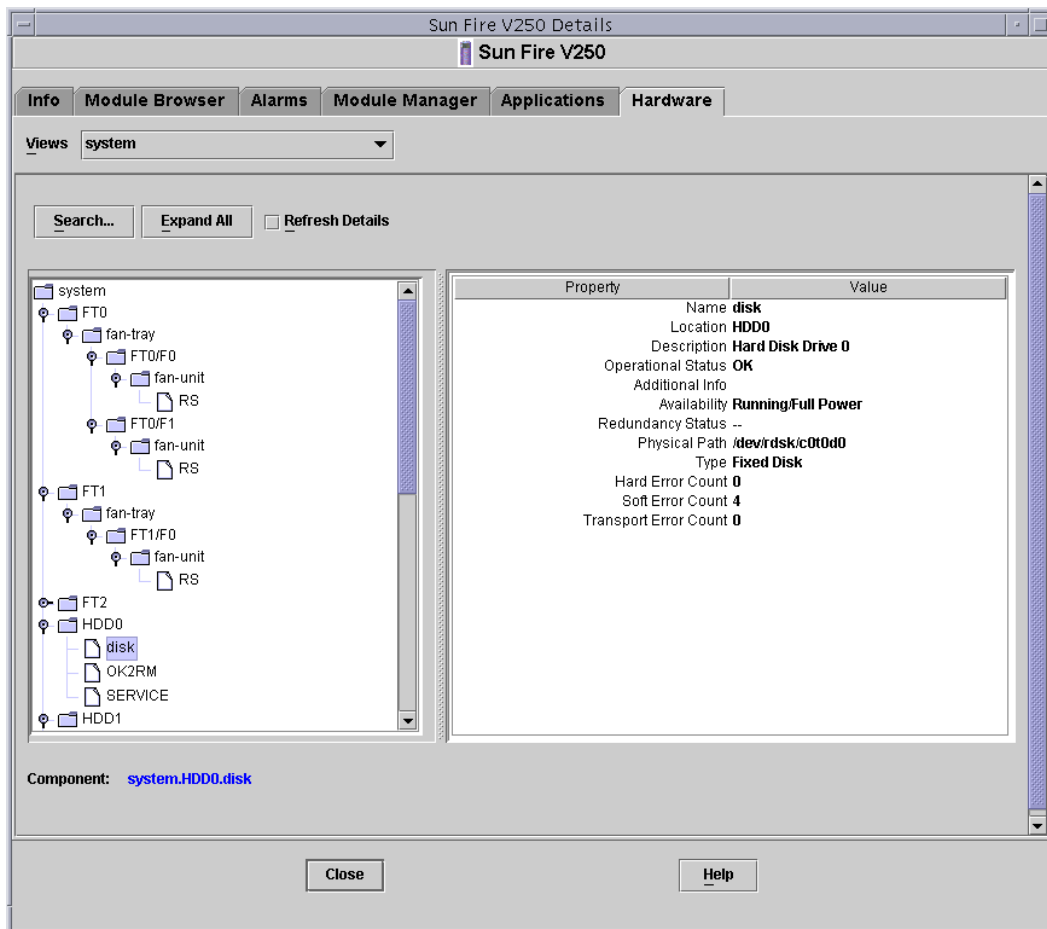 Sun Fire V250 Details
Sun Fire V250
Info Module Browser Alarms Module Manager Applications Hardware
Views system
Search... Expand All Refresh Details
system
FT0
fan-tray
FT0/F0
fan-unit
RS
FT0/F1
fan-unit
RS
FT1
fan-tray
FT1/F0
fan-unit
RS
FT2
HDD0
disk
OK2RM
SERVICE
HDD1
Property Value
Name disk
Location HDD0
Description Hard Disk Drive 0
Operational Status OK
Additional Info
Availability Running/Full Power
Redundancy Status --
Physical Path /dev/rdsk/c0t0d0
Type Fixed Disk
Hard Error Count 0
Soft Error Count 4
Transport Error Count 0
Component: system.HDD0.disk
Close Help